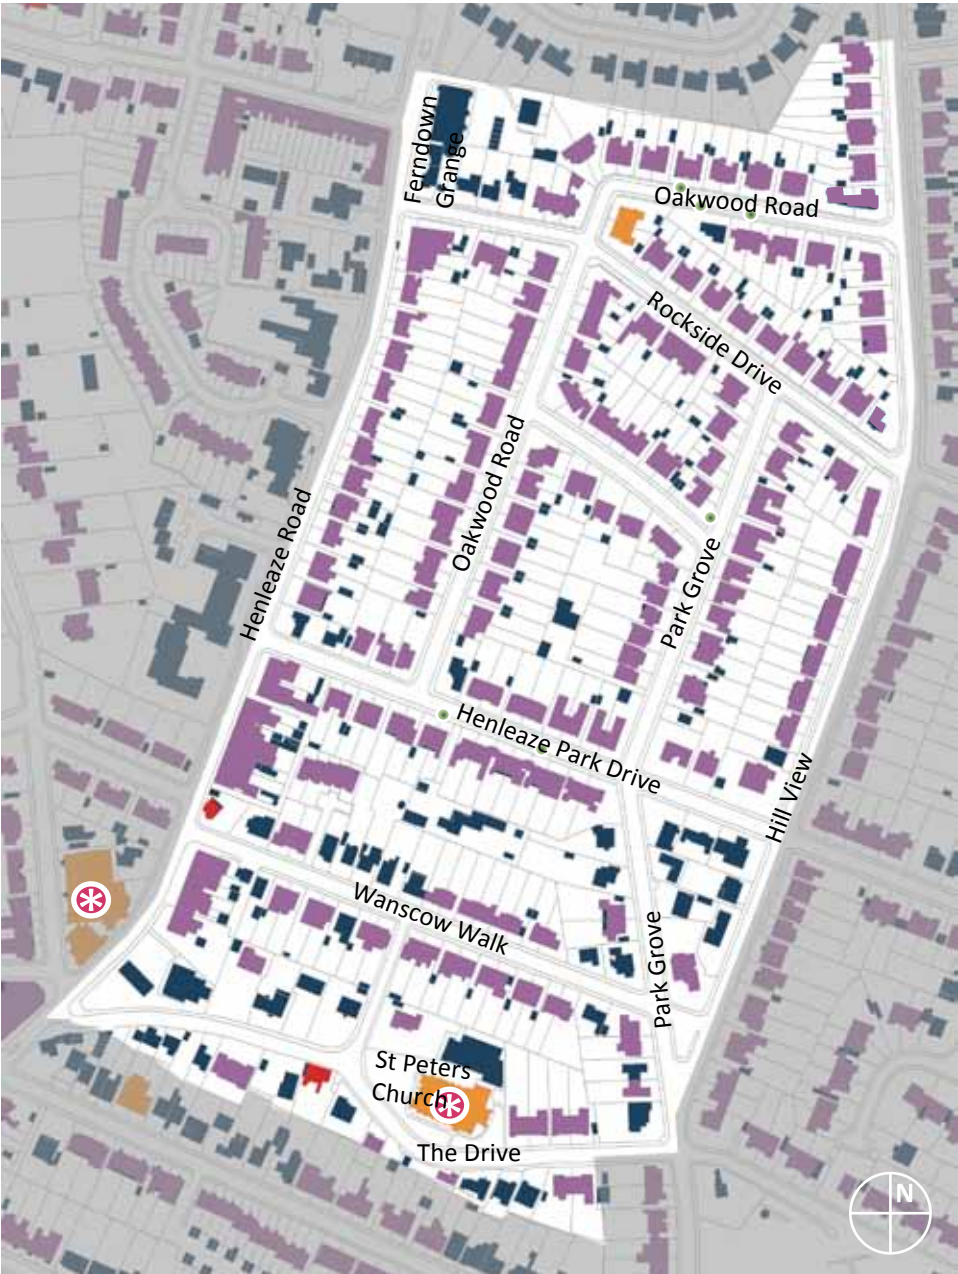 Ferndown
Grange
Oakwood Road
Rockside Drive
Henleaze Road
Oakwood Road
Park Grove
Henleaze Park Drive
Hill View
Wanscow Walk
Park Grove
St Peters
Church
The Drive
N